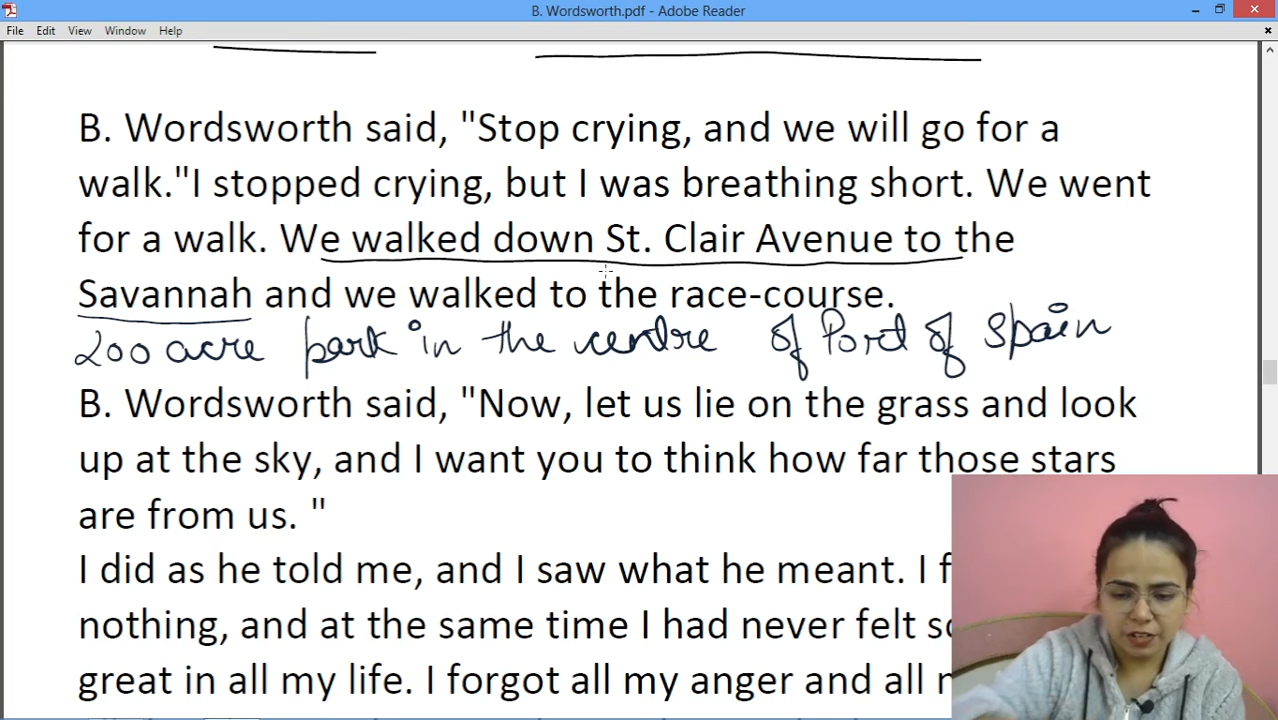 B. Wordsworth.pdf - Adobe Reader
File Edit View Window Help
B. Wordsworth said, "Stop crying, and we will go for a
walk."I stopped crying, but I was breathing short. We went
for a walk. We walked down St. Clair Avenue to the
Savannah and we walked to the race-course.
200 acre park in the centre of Port of Spain
B. Wordsworth said, "Now, let us lie on the grass and look
up at the sky, and I want you to think how far those stars
are from us. "
I did as he told me, and I saw what he meant. I
nothing, and at the same time I had never felt
great in all my life. I forgot all my anger and all